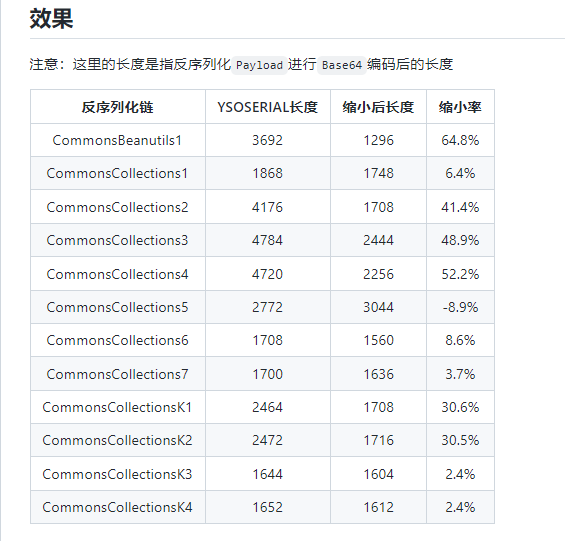 效果
注意：这里的长度是指反序列化 Payload 进行 Base64 编码后的长度
反序列化链 YSOSERIAL长度 缩小后长度 缩小率
CommonsBeanutils1 3692 1296 64.8%
CommonsCollections1 1868 1748 6.4%
CommonsCollections2 4176 1708 41.4%
CommonsCollections3 4784 2444 48.9%
CommonsCollections4 4720 2256 52.2%
CommonsCollections5 2772 3044 -8.9%
CommonsCollections6 1708 1560 8.6%
CommonsCollections7 1700 1636 3.7%
CommonsCollectionsK1 2464 1708 30.6%
CommonsCollectionsK2 2472 1716 30.5%
CommonsCollectionsK3 1644 1604 2.4%
CommonsCollectionsK4 1652 1612 2.4%